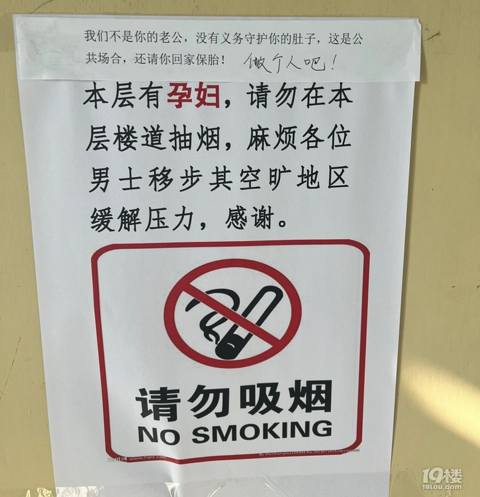 我们不是你的老公，没有义务守护你的肚子，这是公
共场合，还请你回家保胎！ 做个人吧！
本层有孕妇，请勿在本
层楼道抽烟，麻烦各位
男士移步其空旷地区
缓解压力，感谢。
请勿吸烟
NO SMOKING
19楼
19lou.com